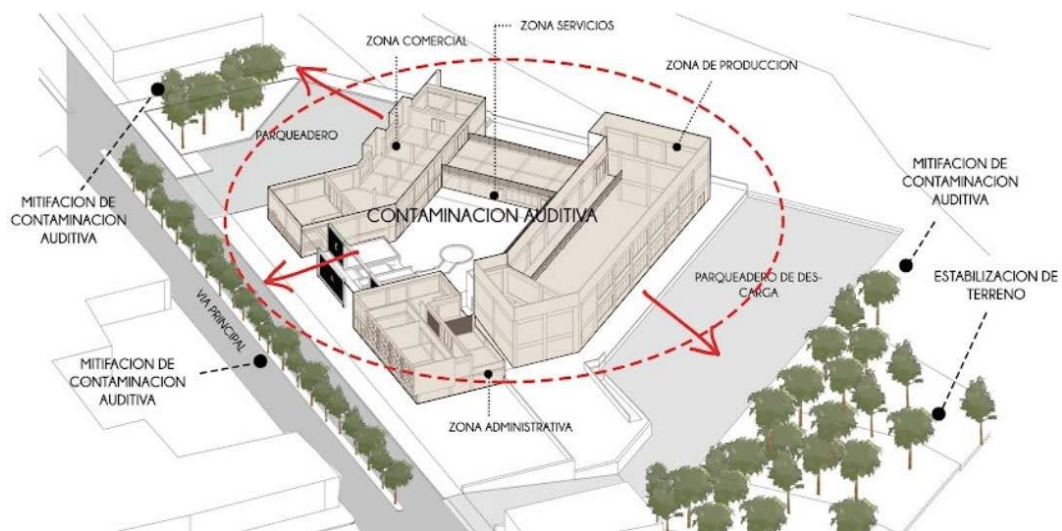 ZONA SERVICIOS
ZONA COMERCIAL
ZONA DE PRODUCCION
PARQUEADERO
MITIFACION DE
CONTAMINACION
AUDITIVA
MITIFACION DE
CONTAMINACION
AUDITIVA
CONTAMINACION AUDITIVA
ESTABILIZACION DE
TERRENO
PARQUEADERO DE DES-
CARGA
VIA PRINCIPAL
MITIFACION DE
CONTAMINACION
AUDITIVA
ZONA ADMINISTRATIVA